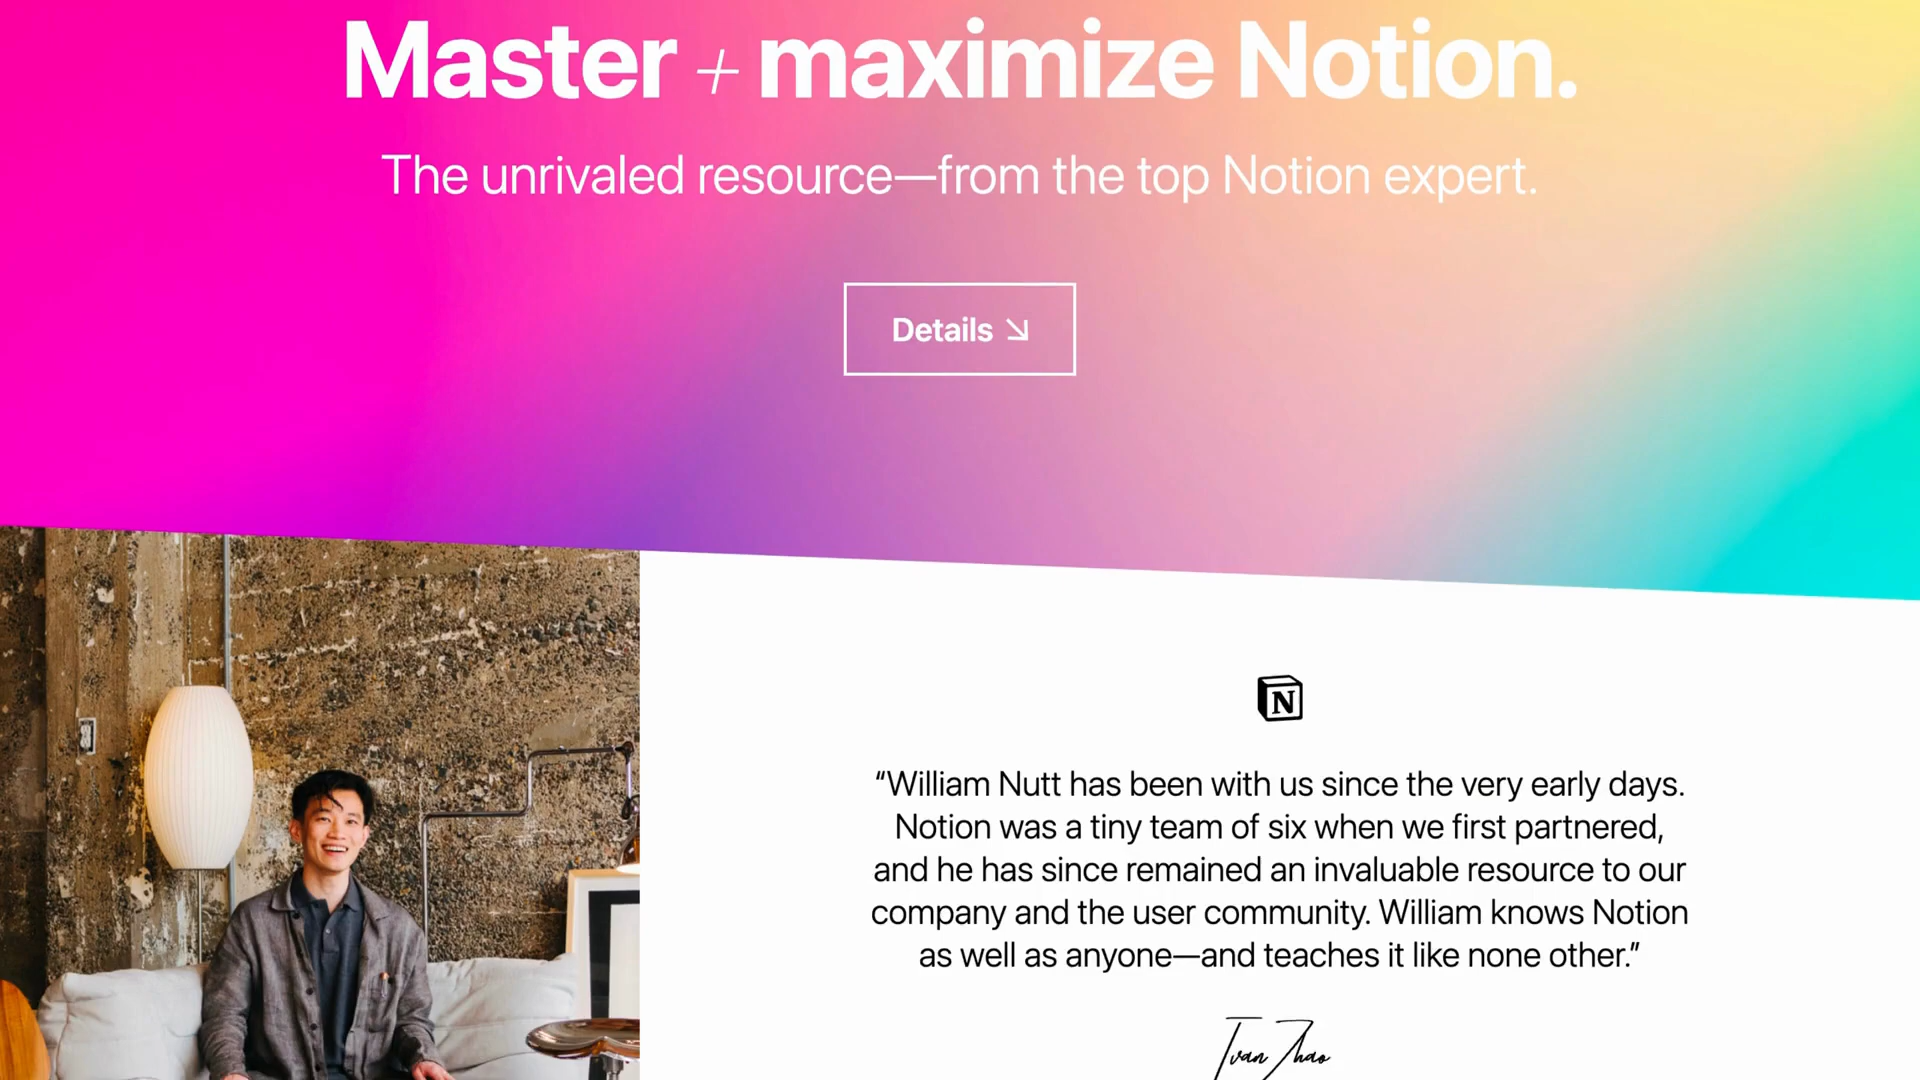 Master + maximize Notion.
The unrivaled resource—from the top Notion expert.
Details ↘
N
“William Nutt has been with us since the very early days.
Notion was a tiny team of six when we first partnered,
and he has since remained an invaluable resource to our
company and the user community. William knows Notion
as well as anyone—and teaches it like none other.”
Ivan Zhao